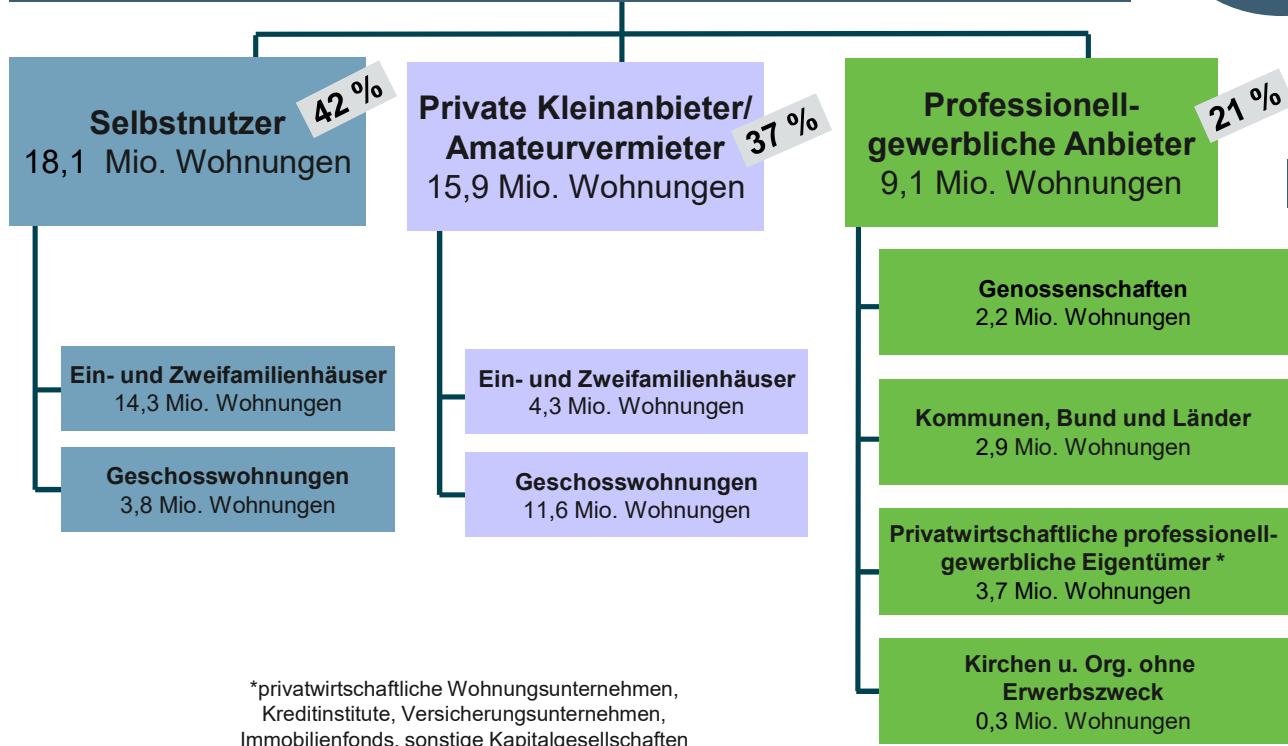 Selbstnutzer
42 %
18,1 Mio. Wohnungen
Private Kleinanbieter/
Amateurvermieter
37 %
15,9 Mio. Wohnungen
Professionell-
gewerbliche Anbieter
21 %
9,1 Mio. Wohnungen
Ein- und Zweifamilienhäuser
14,3 Mio. Wohnungen
Geschosswohnungen
3,8 Mio. Wohnungen
Ein- und Zweifamilienhäuser
4,3 Mio. Wohnungen
Geschosswohnungen
11,6 Mio. Wohnungen
Genossenschaften
2,2 Mio. Wohnungen
Kommunen, Bund und Länder
2,9 Mio. Wohnungen
Privatwirtschaftliche professionell-
gewerbliche Eigentümer *
3,7 Mio. Wohnungen
Kirchen u. Org. ohne
Erwerbszweck
0,3 Mio. Wohnungen
*privatwirtschaftliche Wohnungsunternehmen,
Kreditinstitute, Versicherungsunternehmen,
Immobilienfonds, sonstige Kapitalgesellschaften